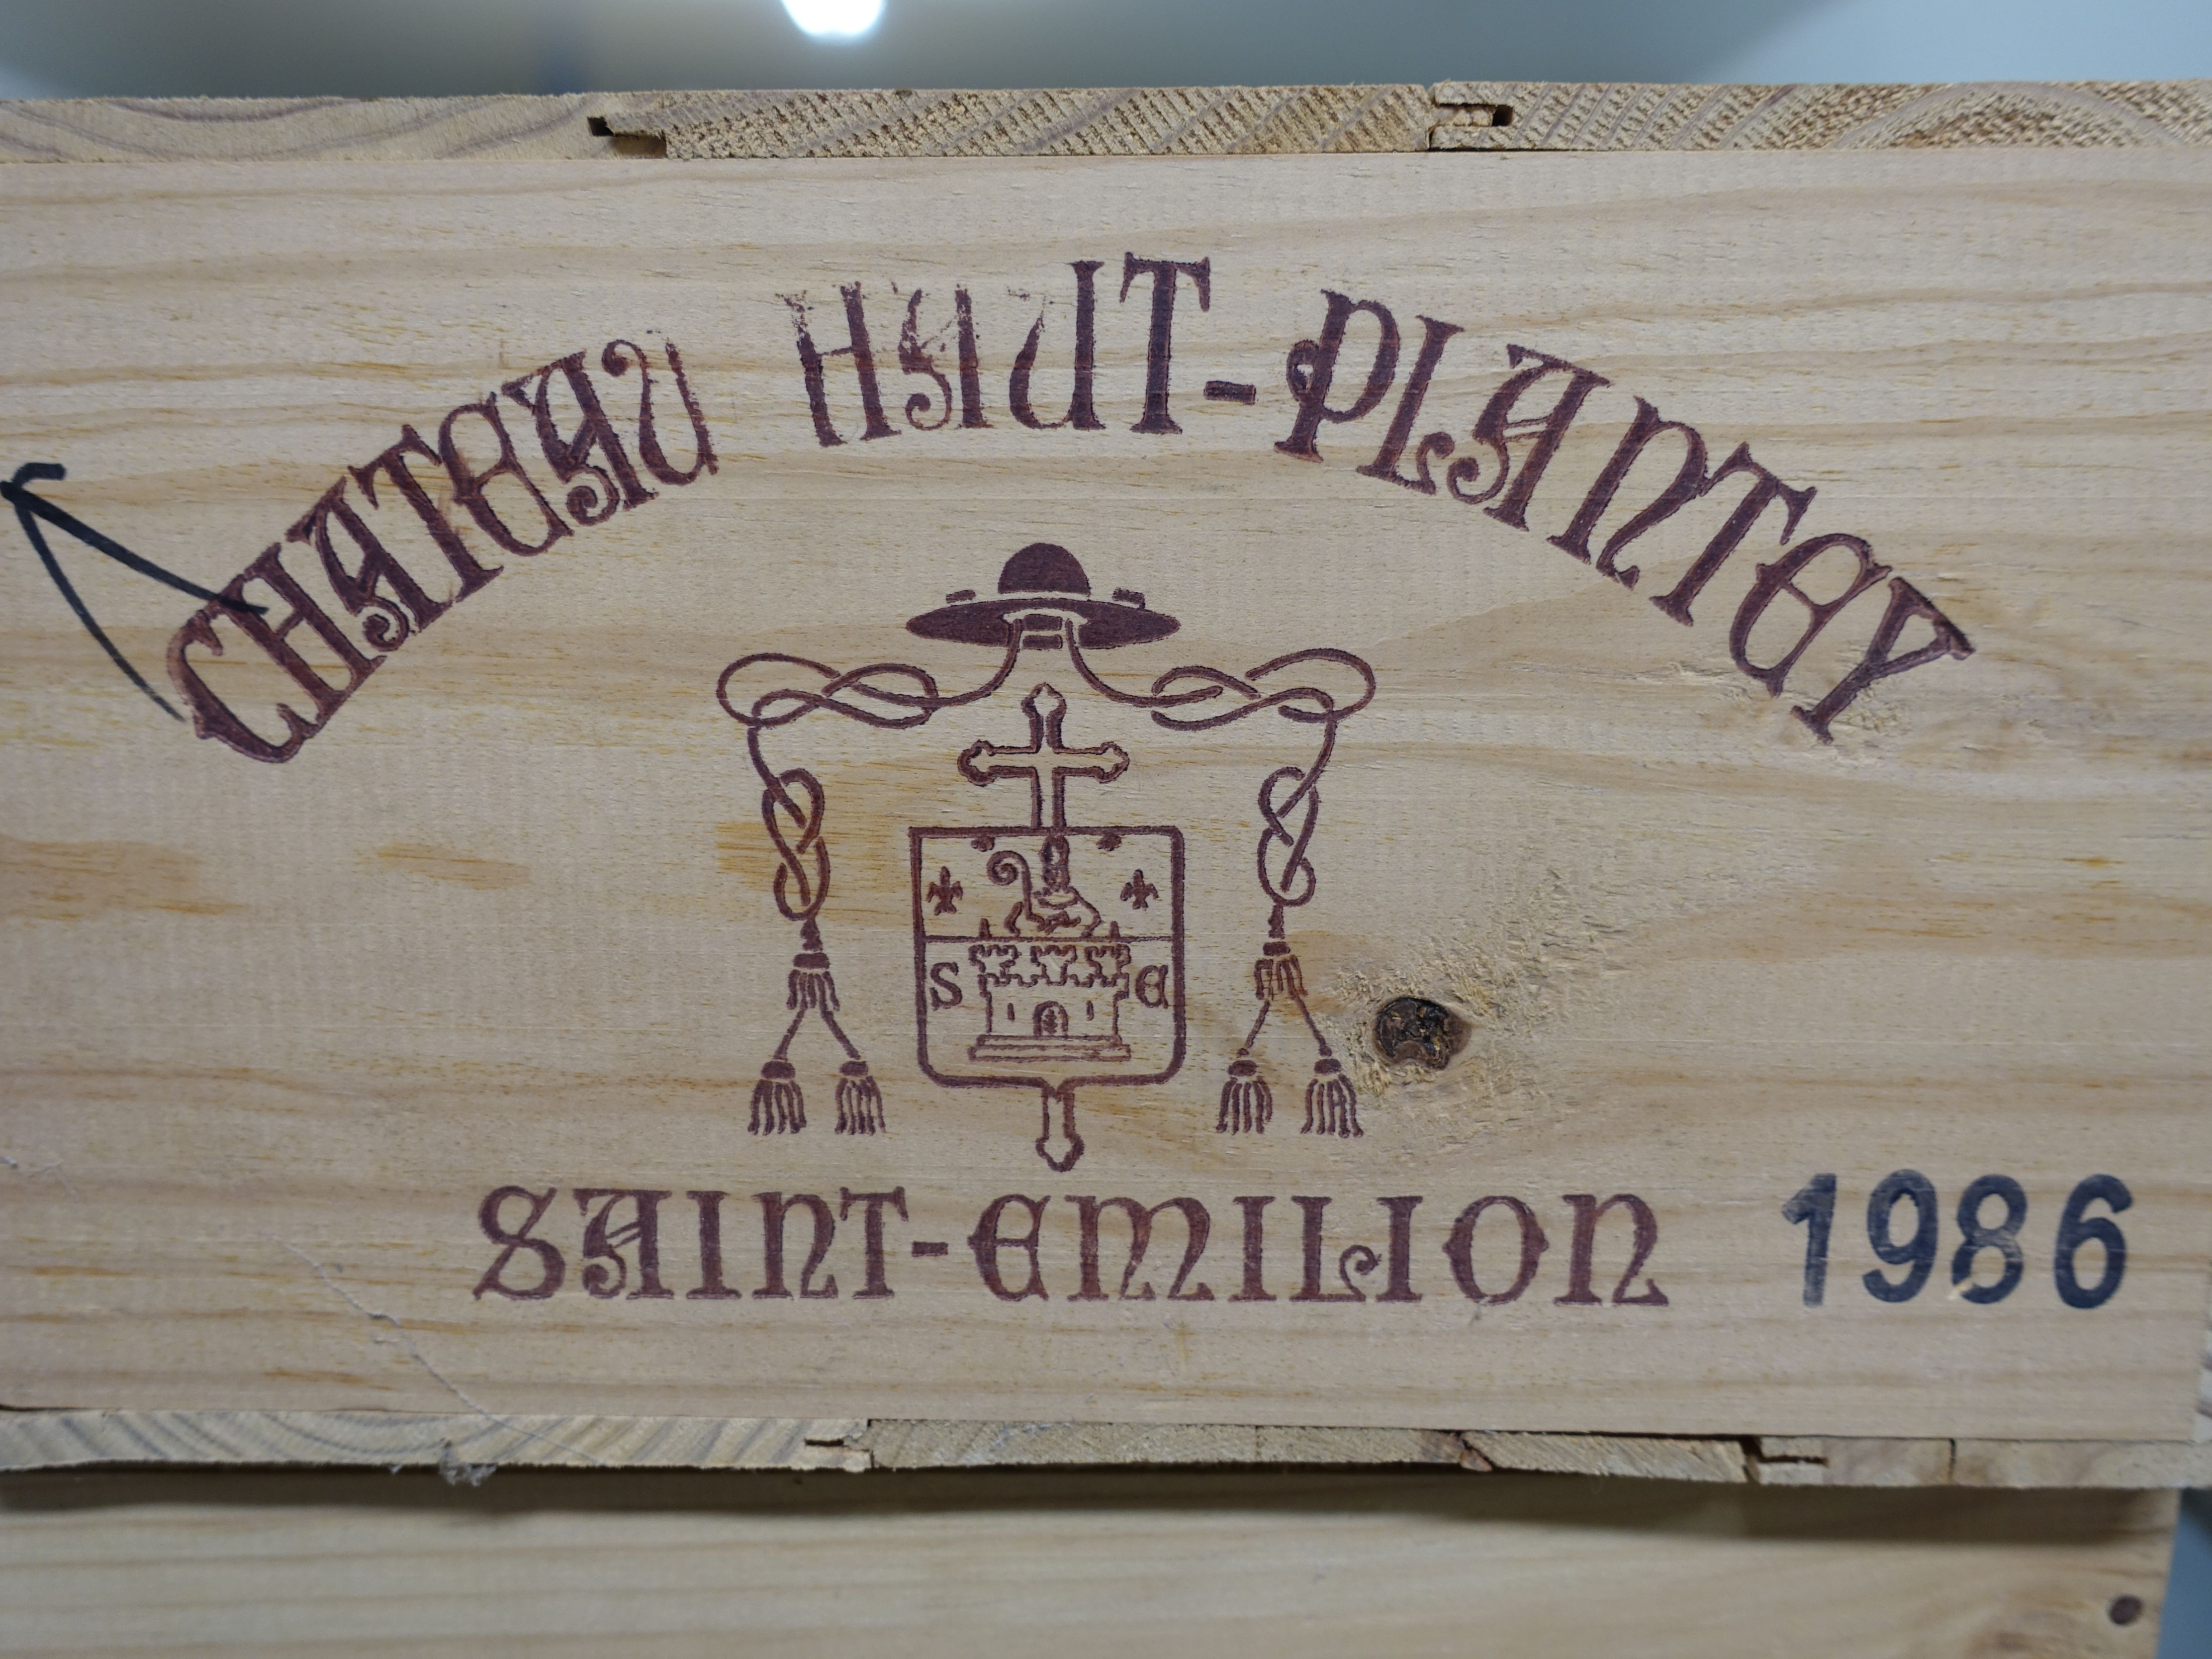 CHATEAU HAUT-PLANTEY
S E
SAINT-EMILION 1986